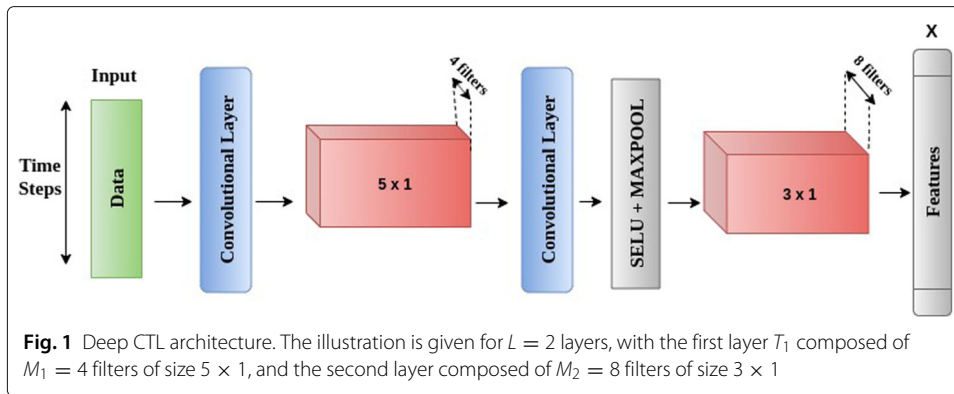 X
Input
4 filters
8 filters
Time
Steps
Data
Convolutional Layer
5 x 1
Convolutional Layer
SELU + MAXPOOL
3 x 1
Features
Fig. 1 Deep CTL architecture. The illustration is given for L = 2 layers, with the first layer T₁ composed of
M₁ = 4 filters of size 5 × 1, and the second layer composed of M₂ = 8 filters of size 3 × 1